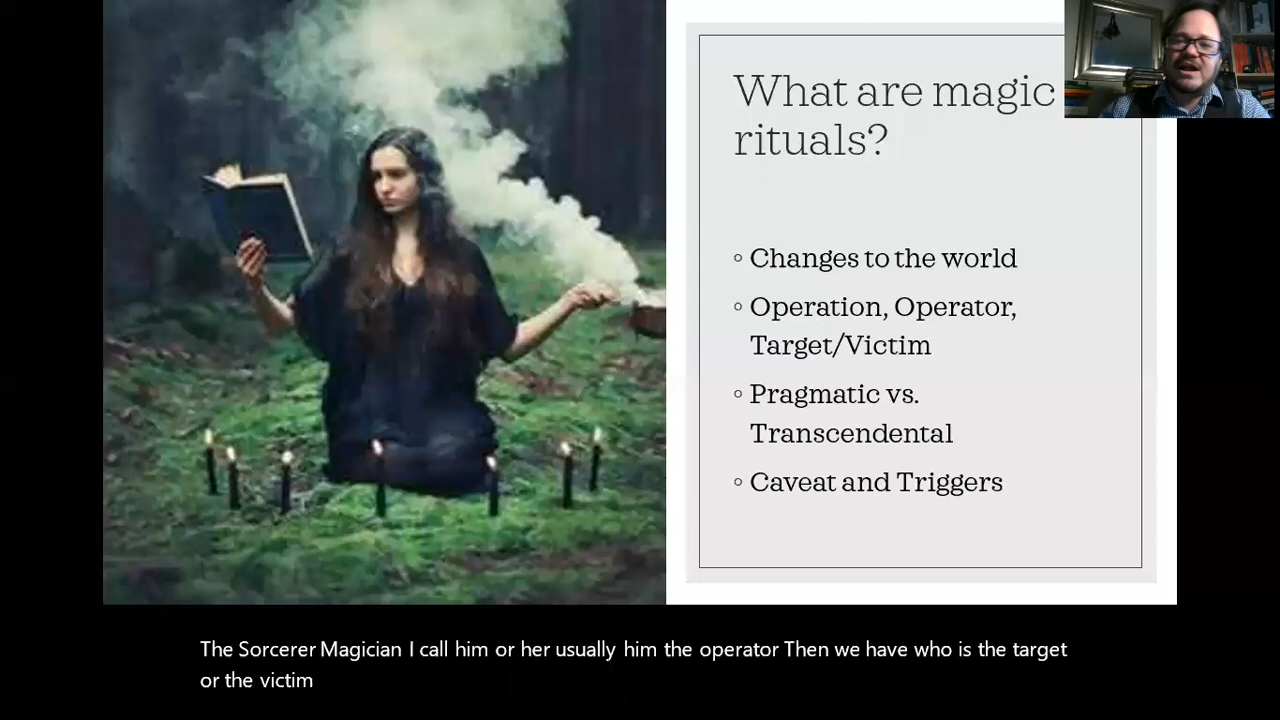 What are magic
rituals?
◦ Changes to the world
◦ Operation, Operator,
Target/Victim
◦ Pragmatic vs.
Transcendental
◦ Caveat and Triggers
The Sorcerer Magician I call him or her usually him the operator Then we have who is the target
or the victim